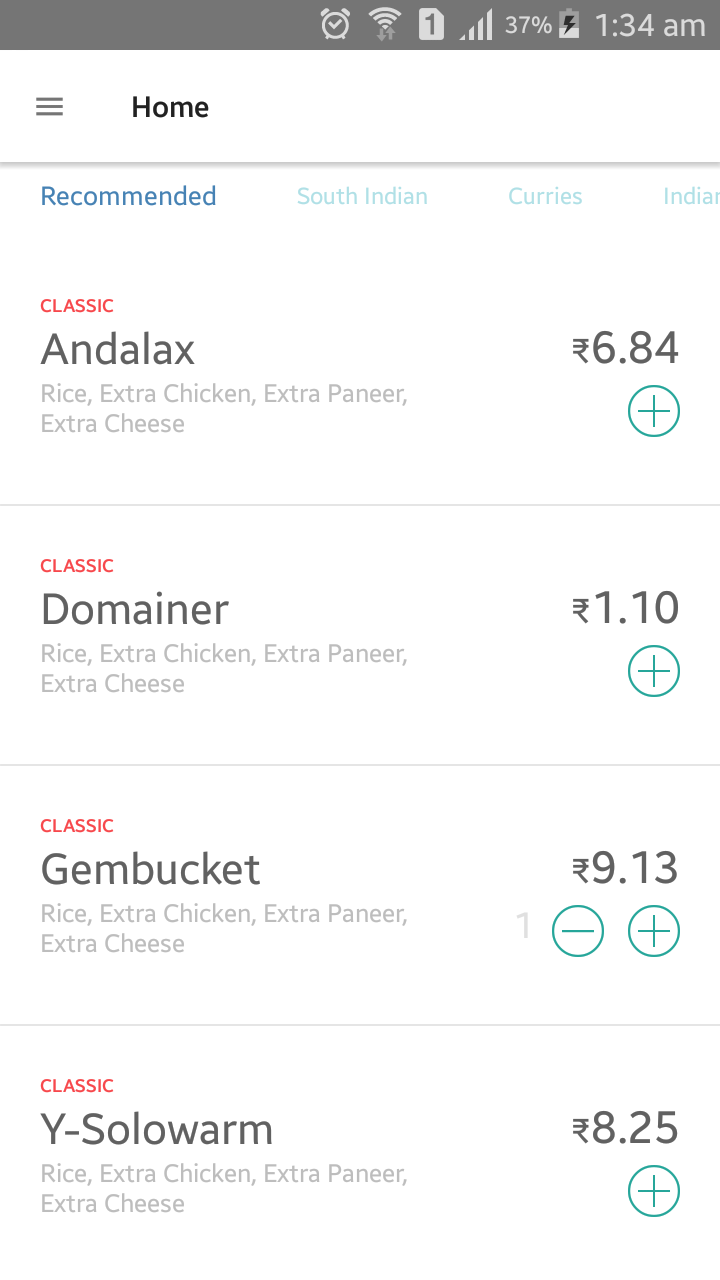 1 37% 1:34 am
Home
Recommended South Indian Curries Indian
CLASSIC
Andalax ₹6.84
Rice, Extra Chicken, Extra Paneer,
Extra Cheese
CLASSIC
Domainer ₹1.10
Rice, Extra Chicken, Extra Paneer,
Extra Cheese
CLASSIC
Gembucket ₹9.13
Rice, Extra Chicken, Extra Paneer, 1
Extra Cheese
CLASSIC
Y-Solowarm ₹8.25
Rice, Extra Chicken, Extra Paneer,
Extra Cheese